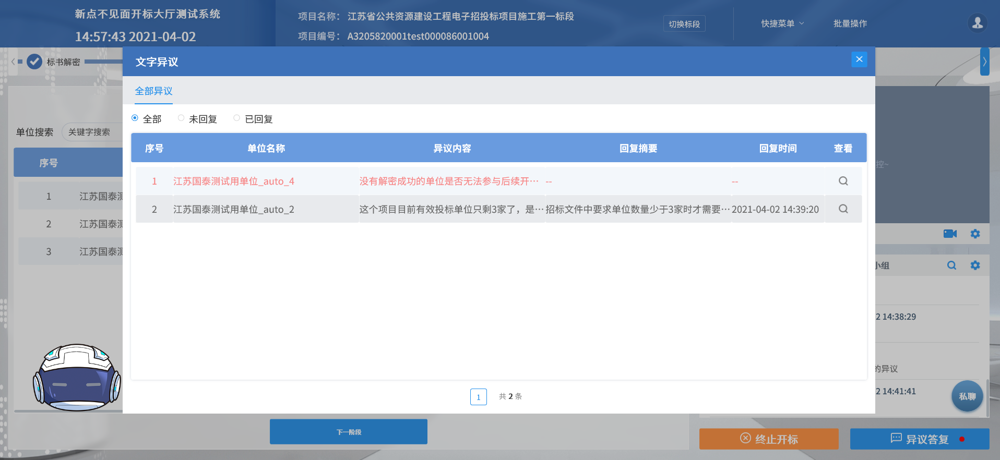 新点不见面开标大厅测试系统
14:57:43 2021-04-02
项目名称： 江苏省公共资源建设工程电子招投标项目施工第一标段
项目编号： A3205820001test000086001004
切换标段
快捷菜单
批量操作
标书解密
文字异议
全部异议
全部 未回复 已回复
单位搜索 关键字搜索
序号
1 江苏国泰测
2 江苏国泰测
3 江苏国泰测
序号 单位名称 异议内容 回复摘要 回复时间 查看
1 江苏国泰测试用单位_auto_4 没有解密成功的单位是否无法参与后续开… -- --
2 江苏国泰测试用单位_auto_2 这个项目目前有效投标单位只剩3家了，是… 招标文件中要求单位数量少于3家时才需要… 2021-04-02 14:39:20
1 共 2 条
控~
小组
2 14:38:29
的异议
2 14:41:41
私聊
下一阶段
终止开标
异议答复